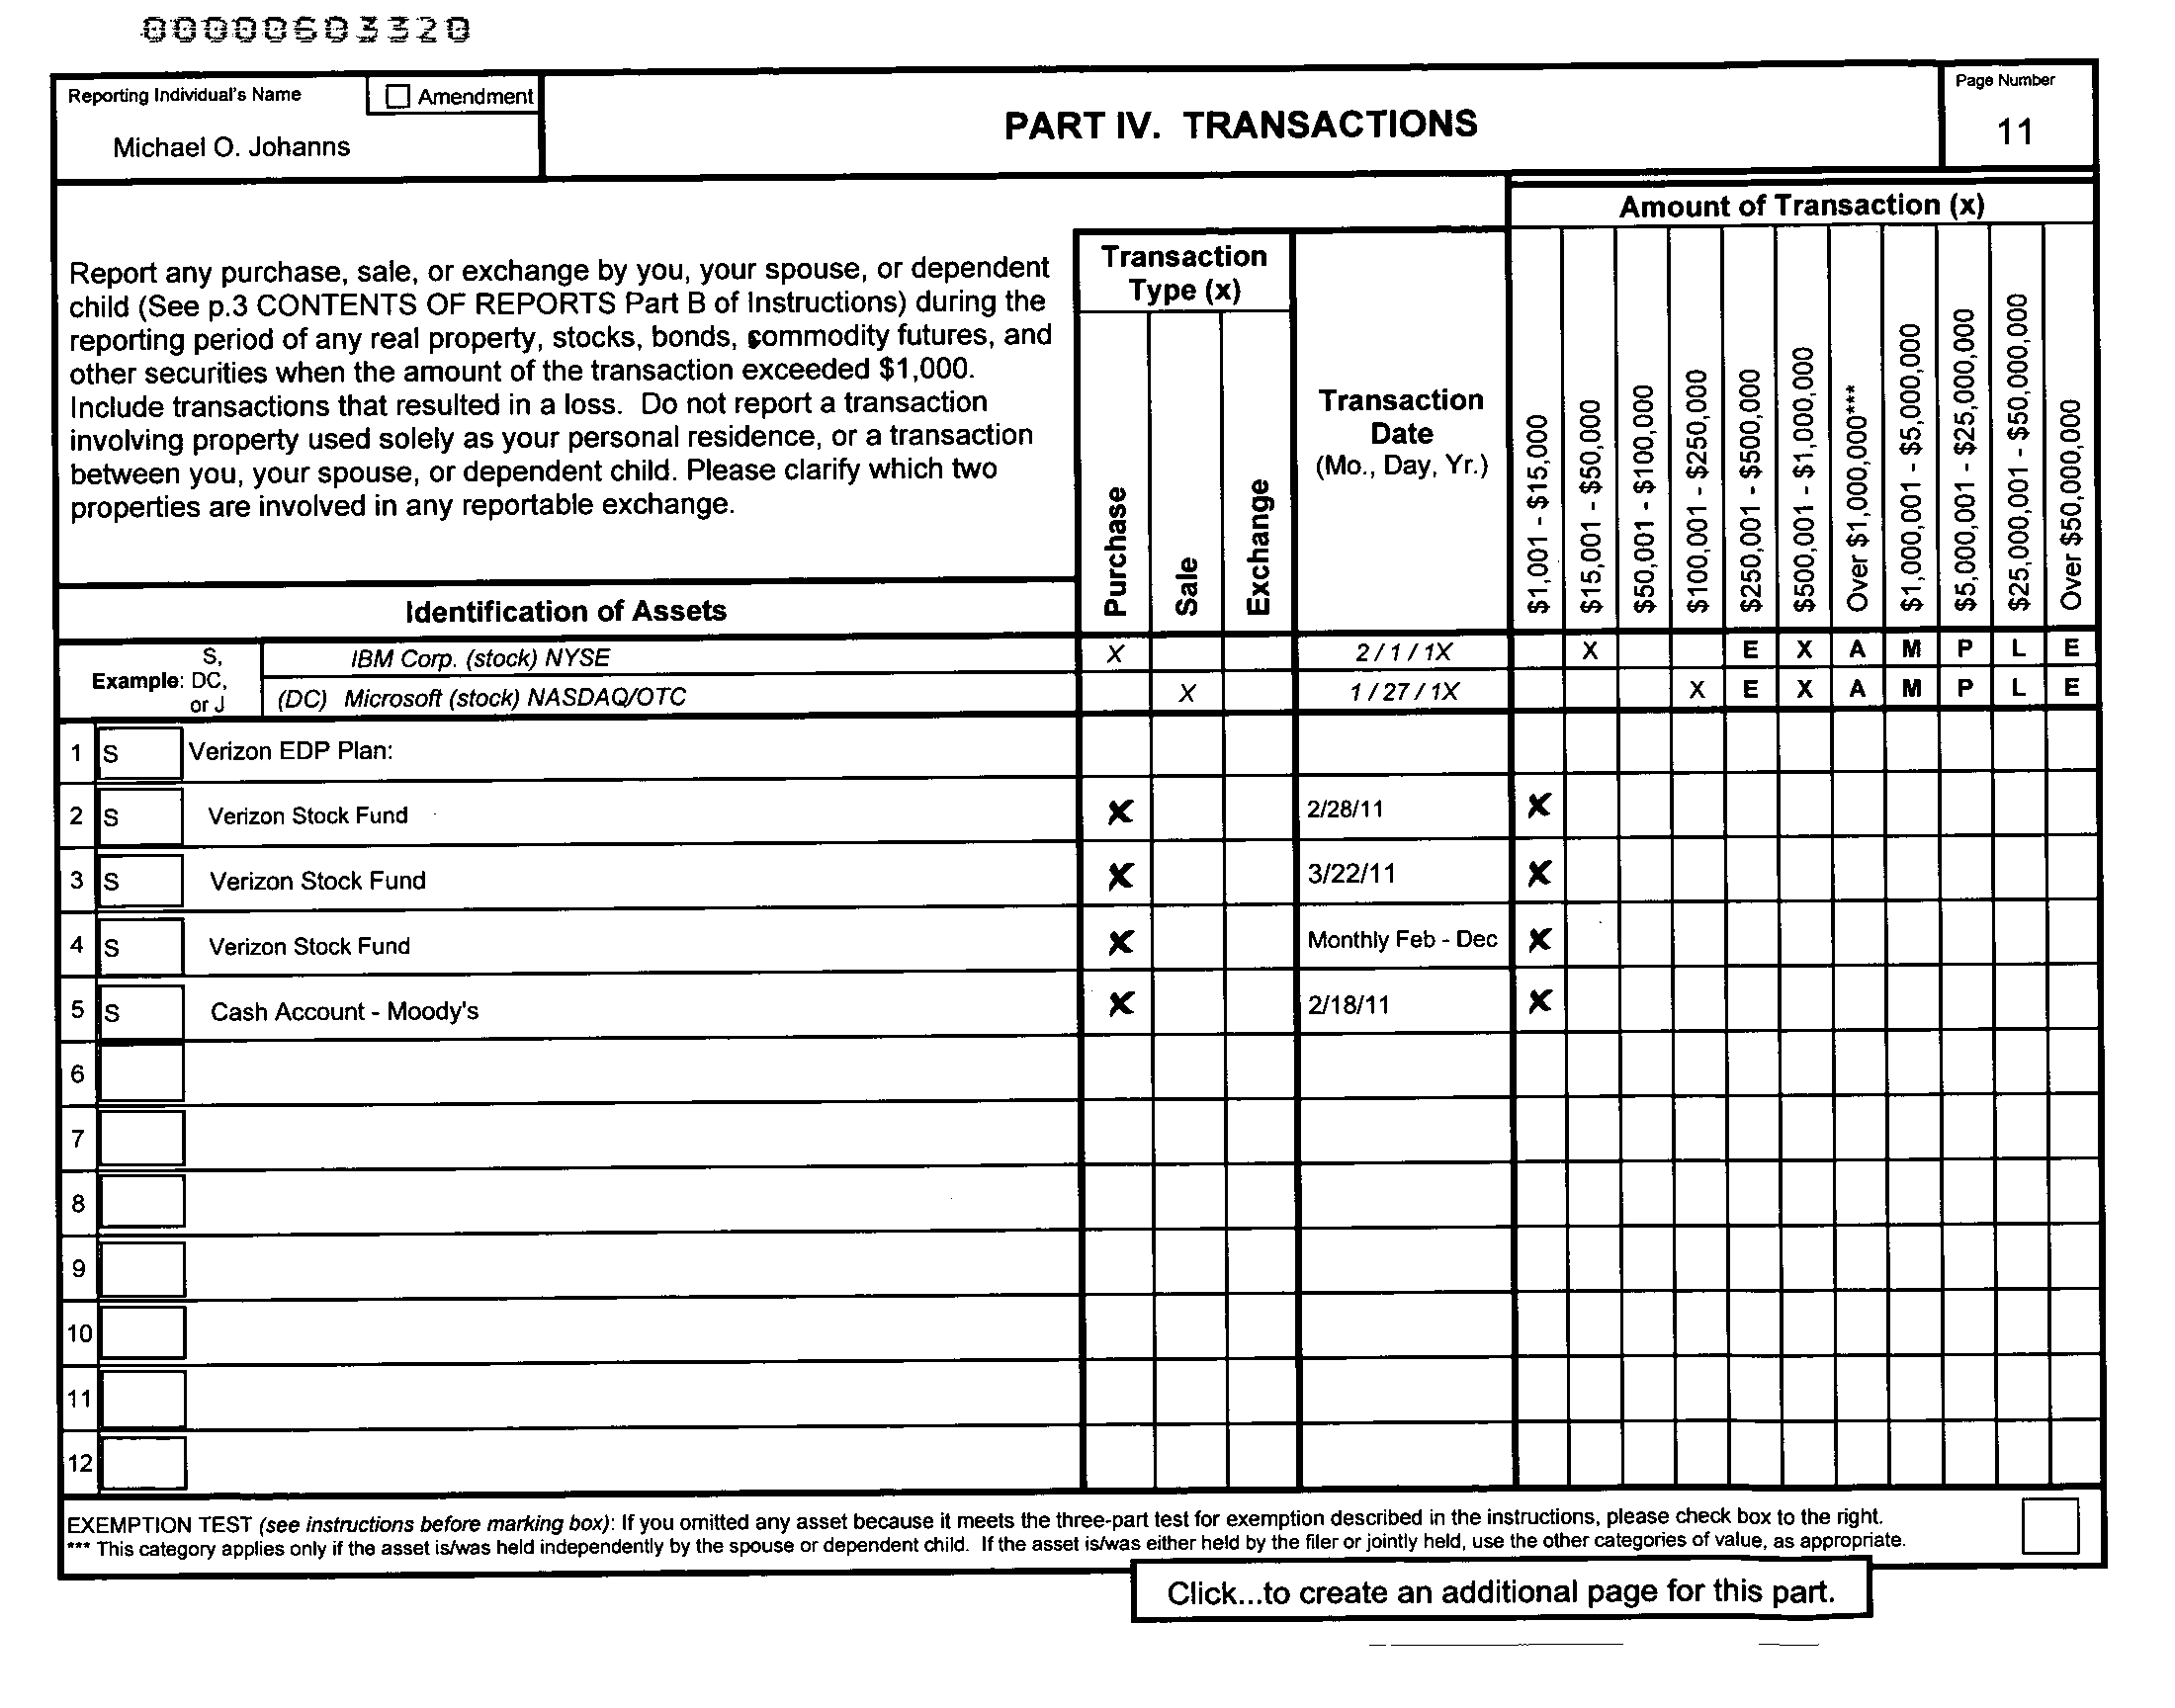 00000603320
Reporting Individual's Name
Amendment
Michael O. Johanns
PART IV. TRANSACTIONS
Page Number
11
Amount of Transaction (x)
Report any purchase, sale, or exchange by you, your spouse, or dependent
child (See p.3 CONTENTS OF REPORTS Part B of Instructions) during the
reporting period of any real property, stocks, bonds, commodity futures, and
other securities when the amount of the transaction exceeded $1,000.
Include transactions that resulted in a loss. Do not report a transaction
involving property used solely as your personal residence, or a transaction
between you, your spouse, or dependent child. Please clarify which two
properties are involved in any reportable exchange.
Transaction
Type (x)
Purchase
Sale
Exchange
Transaction
Date
(Mo., Day, Yr.)
$1,001 - $15,000
$15,001 - $50,000
$50,001 - $100,000
$100,001 - $250,000
$250,001 - $500,000
$500,001 - $1,000,000
Over $1,000,000***
$1,000,001 - $5,000,000
$5,000,001 - $25,000,000
$25,000,001 - $50,000,000
Over $50,000,000
Identification of Assets
Example: S, DC, or J
IBM Corp. (stock) NYSE X 2 / 1 / 1X X E X A M P L E
(DC) Microsoft (stock) NASDAQ/OTC X 1 / 27 / 1X X E X A M P L E
1 S Verizon EDP Plan:
2 S Verizon Stock Fund X 2/28/11 X
3 S Verizon Stock Fund X 3/22/11 X
4 S Verizon Stock Fund X Monthly Feb - Dec X
5 S Cash Account - Moody's X 2/18/11 X
6
7
8
9
10
11
12
EXEMPTION TEST (see instructions before marking box): If you omitted any asset because it meets the three-part test for exemption described in the instructions, please check box to the right.
*** This category applies only if the asset is/was held independently by the spouse or dependent child. If the asset is/was either held by the filer or jointly held, use the other categories of value, as appropriate.
Click...to create an additional page for this part.